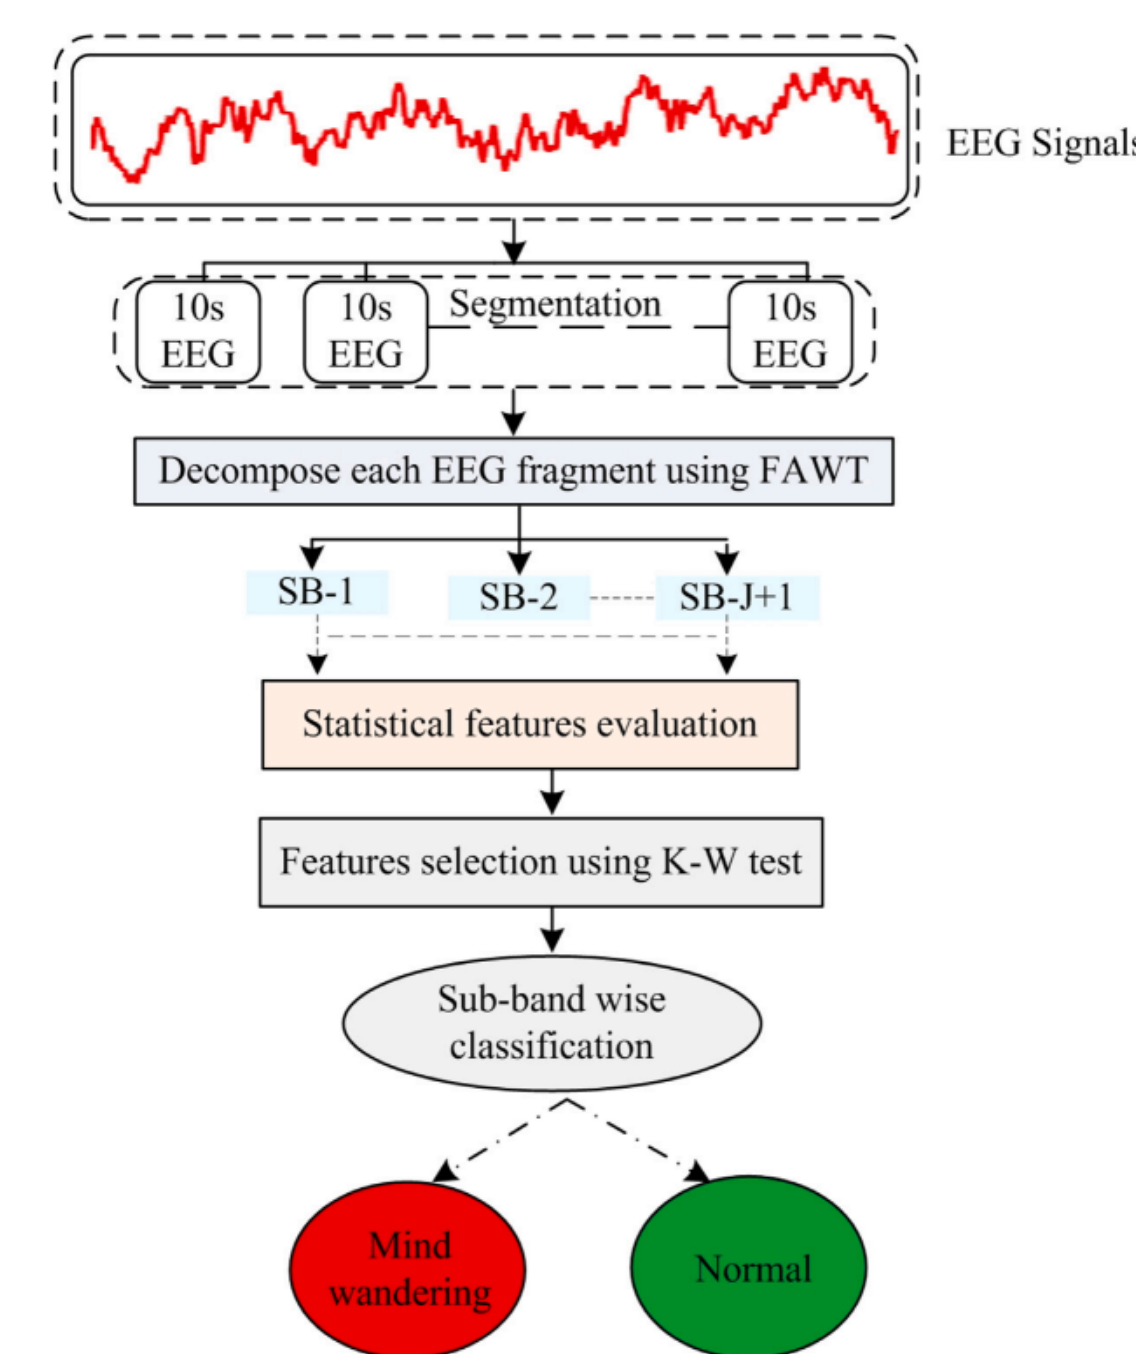 EEG Signals
10s
EEG
10s
EEG
Segmentation
10s
EEG
Decompose each EEG fragment using FAWT
SB-1
SB-2
SB-J+1
Statistical features evaluation
Features selection using K-W test
Sub-band wise
classification
Mind
wandering
Normal